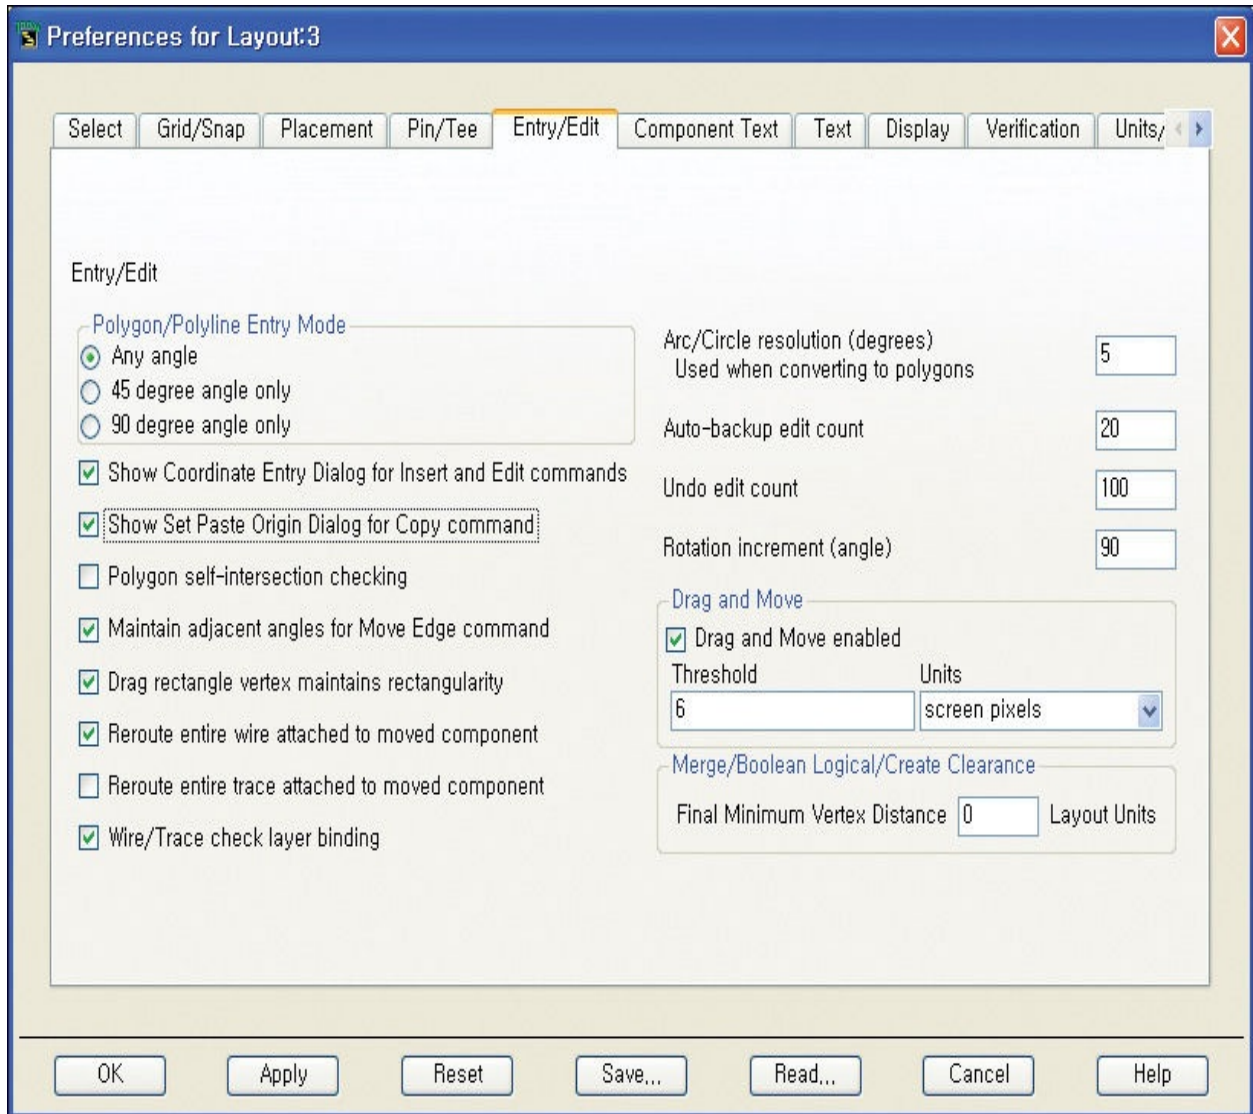 Preferences for Layout:3
Select Grid/Snap Placement Pin/Tee Entry/Edit Component Text Text Display Verification Units/
Entry/Edit
Polygon/Polyline Entry Mode
Any angle
45 degree angle only
90 degree angle only
Show Coordinate Entry Dialog for Insert and Edit commands
Show Set Paste Origin Dialog for Copy command
Polygon self-intersection checking
Maintain adjacent angles for Move Edge command
Drag rectangle vertex maintains rectangularity
Reroute entire wire attached to moved component
Reroute entire trace attached to moved component
Wire/Trace check layer binding
Arc/Circle resolution (degrees)
Used when converting to polygons
5
Auto-backup edit count 20
Undo edit count 100
Rotation increment (angle) 90
Drag and Move
Drag and Move enabled
Threshold Units
6 screen pixels
Merge/Boolean Logical/Create Clearance
Final Minimum Vertex Distance 0 Layout Units
OK Apply Reset Save,,, Read,,, Cancel Help